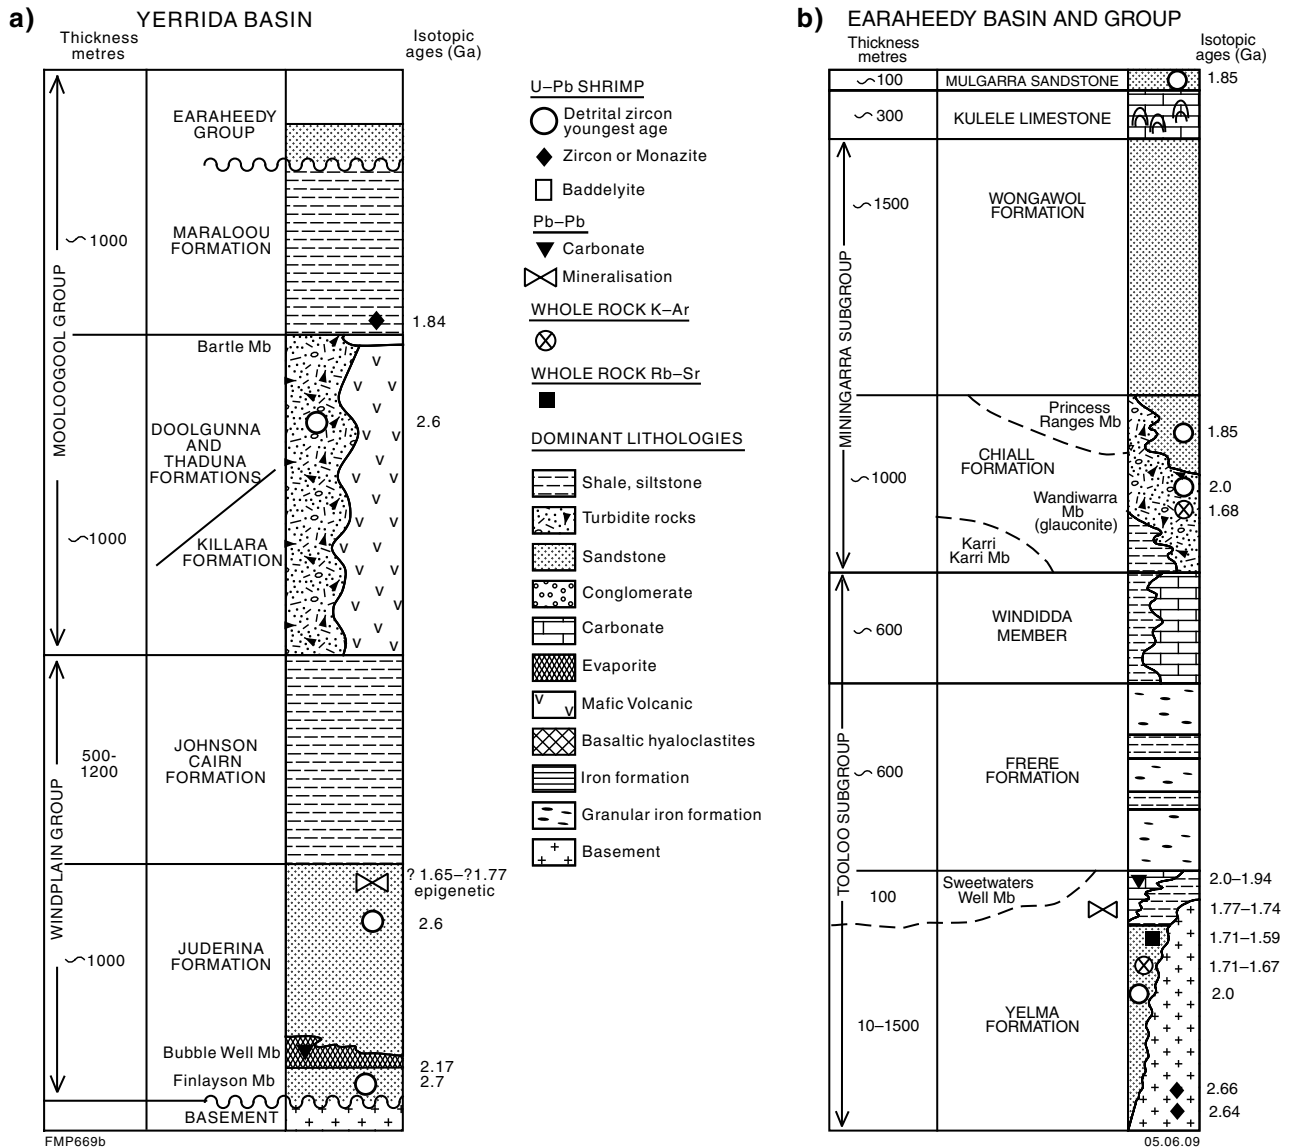 a)
YERRIDA BASIN
Thickness
metres
Isotopic
ages (Ga)
EARAHEEDY
GROUP
MARALOOU
FORMATION
~1000
1.84
MOOLOOGOOL GROUP
Bartle Mb
DOOLGUNNA
AND
THADUNA
FORMATIONS
2.6
~1000
KILLARA
FORMATION
WINDPLAIN GROUP
500-
1200
JOHNSON
CAIRN
FORMATION
? 1.65–?1.77
epigenetic
2.6
JUDERINA
FORMATION
~1000
Bubble Well Mb
2.17
Finlayson Mb
2.7
BASEMENT
FMP669b
U–Pb SHRIMP
Detrital zircon
youngest age
Zircon or Monazite
Baddelyite
Pb–Pb
Carbonate
Mineralisation
WHOLE ROCK K–Ar
WHOLE ROCK Rb–Sr
DOMINANT LITHOLOGIES
Shale, siltstone
Turbidite rocks
Sandstone
Conglomerate
Carbonate
Evaporite
v
v
Mafic Volcanic
Basaltic hyaloclastites
Iron formation
Granular iron formation
Basement
b)
EARAHEEDY BASIN AND GROUP
Thickness
metres
Isotopic
ages (Ga)
~100
MULGARRA SANDSTONE
1.85
~300
KULELE LIMESTONE
MININGARRA SUBGROUP
~1500
WONGAWOL
FORMATION
Princess
Ranges Mb
1.85
CHIALL
FORMATION
~1000
2.0
Wandiwarra
Mb
(glauconite)
1.68
Karri
Karri Mb
~600
WINDIDDA
MEMBER
TOOLOO SUBGROUP
~600
FRERE
FORMATION
100
Sweetwaters
Well Mb
2.0–1.94
1.77–1.74
1.71–1.59
1.71–1.67
2.0
10–1500
YELMA
FORMATION
2.66
2.64
05.06.09